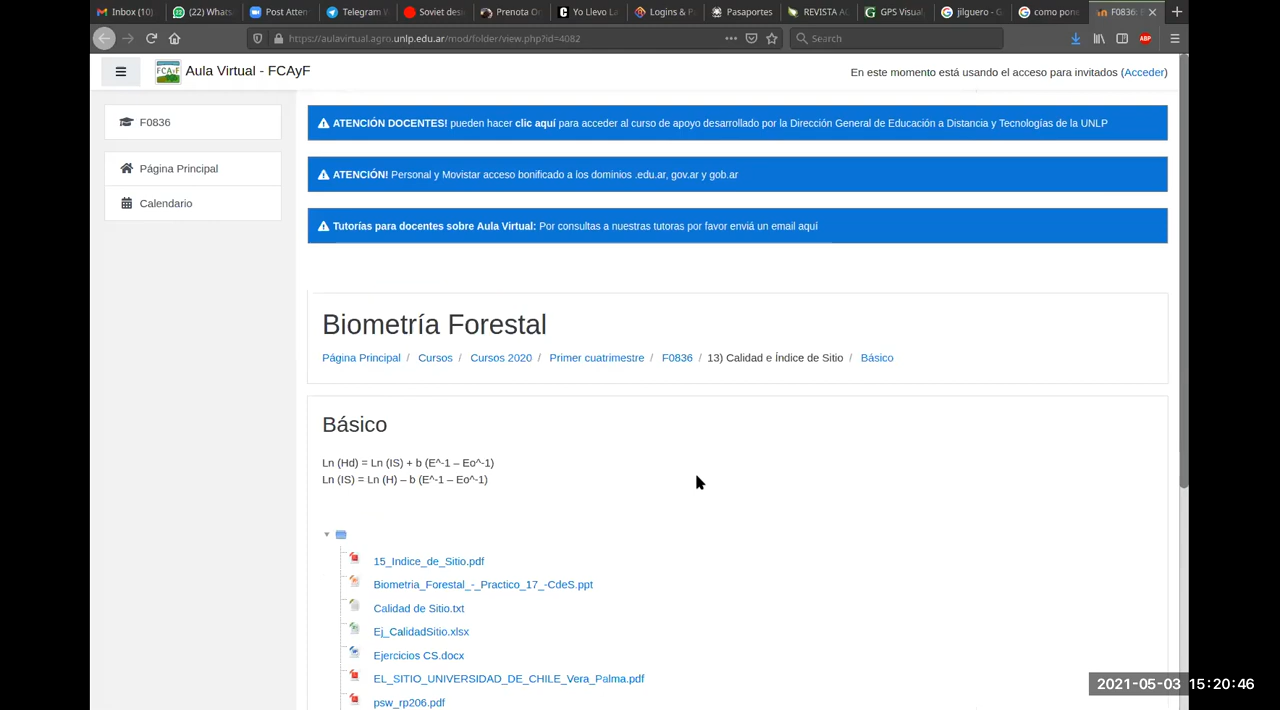 Inbox (10)
(22) Whats
Post Atten
Telegram W
Soviet desi
Prenota O
Yo Llevo La
Logins & P
Pasaportes
REVISTA A
GPS Visual
jilguero - G
como pone
F0836:
https://aulavirtual.agro.unlp.edu.ar/mod/folder/view.php?id=4082
Search
ABP
FCAyF
Aula Virtual - FCAyF
En este momento está usando el acceso para invitados (Acceder)
F0836
Página Principal
Calendario
ATENCIÓN DOCENTES! pueden hacer clic aquí para acceder al curso de apoyo desarrollado por la Dirección General de Educación a Distancia y Tecnologías de la UNLP
ATENCIÓN! Personal y Movistar acceso bonificado a los dominios .edu.ar, gov.ar y gob.ar
Tutorías para docentes sobre Aula Virtual: Por consultas a nuestras tutoras por favor enviá un email aquí
Biometría Forestal
Página Principal / Cursos / Cursos 2020 / Primer cuatrimestre / F0836 / 13) Calidad e Índice de Sitio / Básico
Básico
Ln (Hd) = Ln (IS) + b (E^-1 – Eo^-1)
Ln (IS) = Ln (H) – b (E^-1 – Eo^-1)
15_Indice_de_Sitio.pdf
Biometria_Forestal_-_Practico_17_-CdeS.ppt
Calidad de Sitio.txt
Ej_CalidadSitio.xlsx
Ejercicios CS.docx
EL_SITIO_UNIVERSIDAD_DE_CHILE_Vera_Palma.pdf
psw_rp206.pdf
2021-05-03 15:20:46